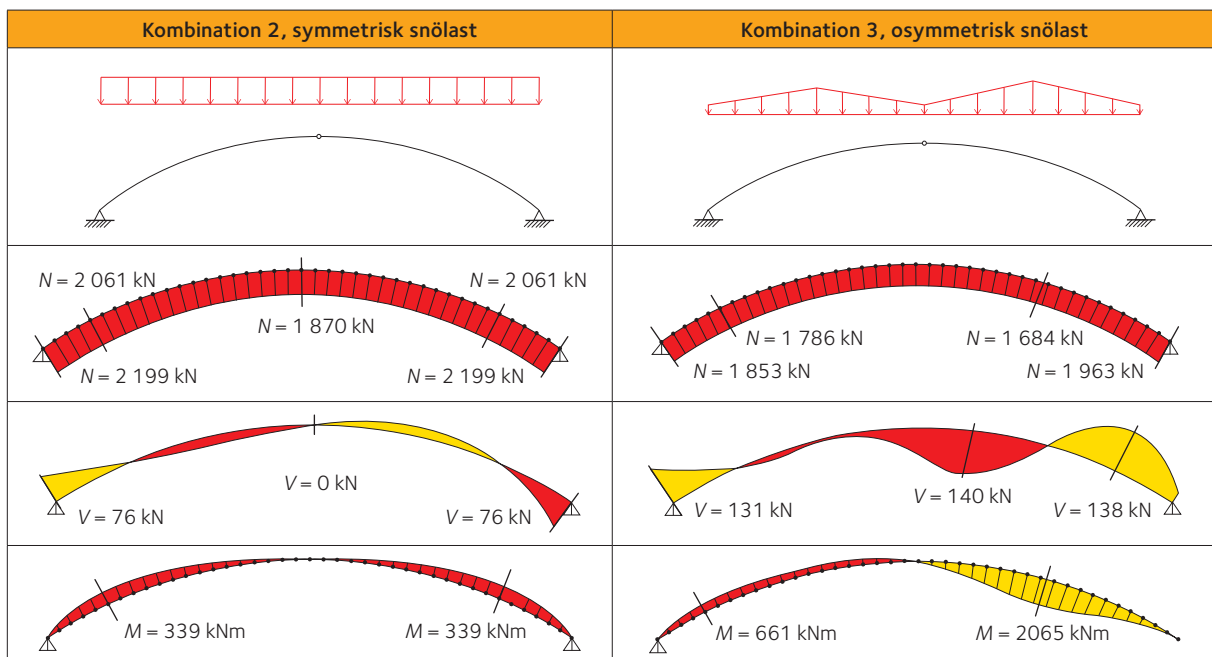 Kombination 2, symmetrisk snölast
Kombination 3, osymmetrisk snölast
N = 2 061 kN
N = 2 061 kN
N = 1 870 kN
N = 2 199 kN
N = 2 199 kN
N = 1 786 kN
N = 1 684 kN
N = 1 853 kN
N = 1 963 kN
V = 0 kN
V = 76 kN
V = 76 kN
V = 140 kN
V = 131 kN
V = 138 kN
M = 339 kNm
M = 339 kNm
M = 661 kNm
M = 2065 kNm